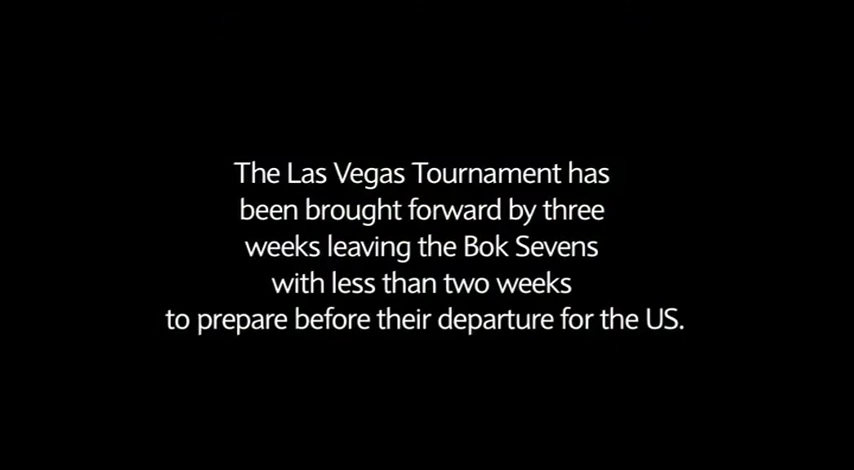 The Las Vegas Tournament has
been brought forward by three
weeks leaving the Bok Sevens
with less than two weeks
to prepare before their departure for the US.